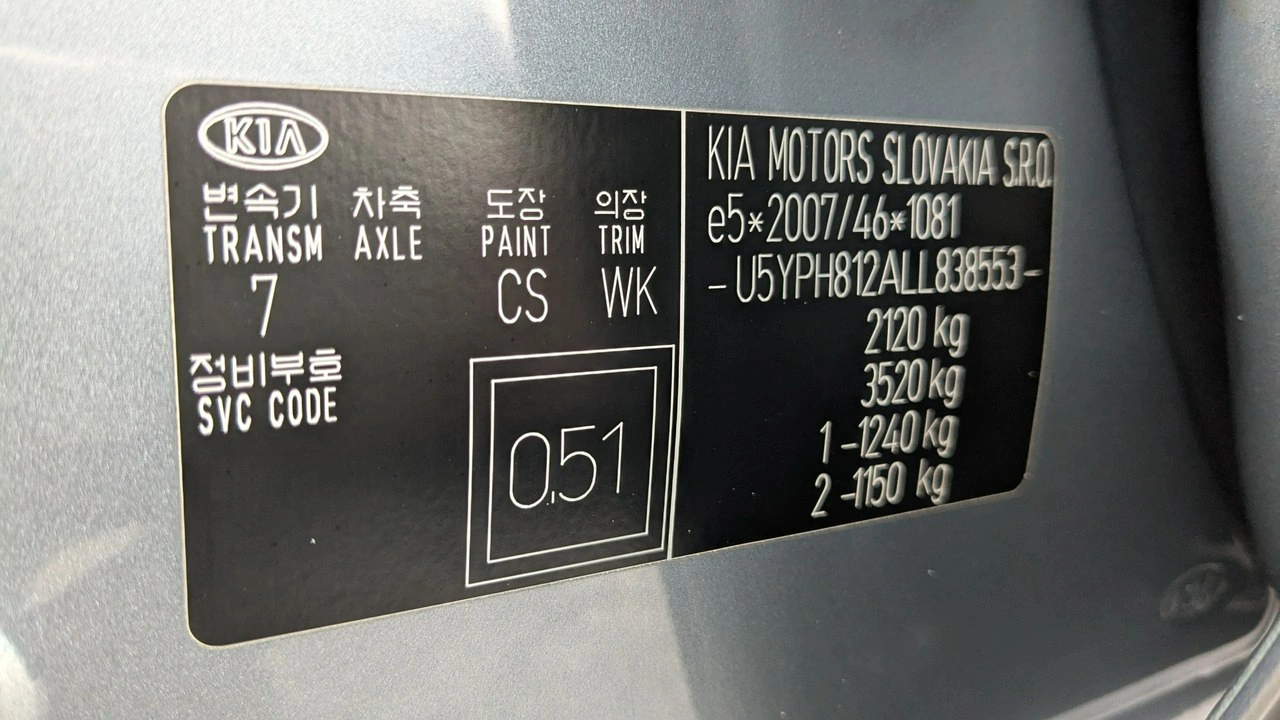 KIA
변속기 차축 도장 의장
TRANSM AXLE PAINT TRIM
7 CS WK
정비부호
SVC CODE
0,51
KIA MOTORS SLOVAKIA S.R.O.
e5*2007/46*1081
-U5YPH812ALL838553-
2120 kg
3520 kg
1 -1240 kg
2 -1150 kg